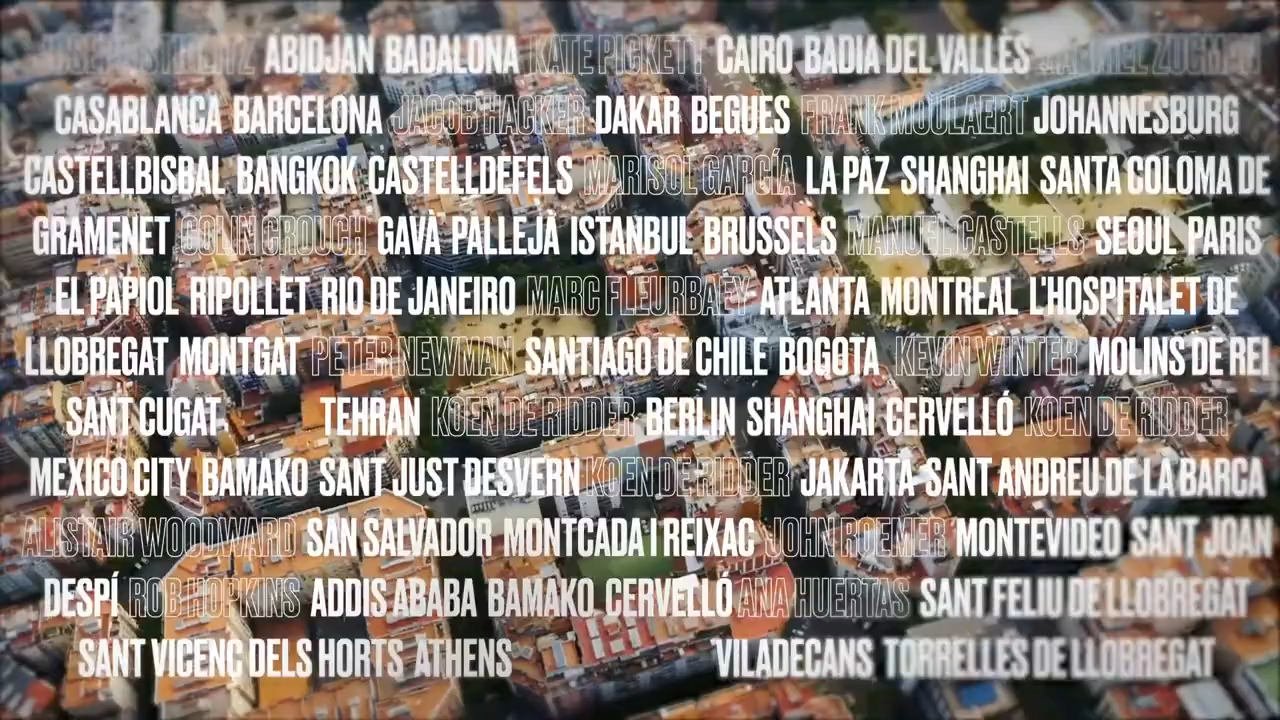 ABIDJAN BADALONA KATE PICKETT CAIRO BADIA DEL VALLÈS
CASABLANCA BARCELONA JACOB HACKER DAKAR BEGUES FRANK MOULAERT JOHANNESBURG
CASTELLBISBAL BANGKOK CASTELLDEFELS MARISOL GARCÍA LA PAZ SHANGHAI SANTA COLOMA DE
GRAMENET COLIN CROUCH GAVÀ PALLEJÀ ISTANBUL BRUSSELS MANUEL CASTELLS SEOUL PARIS
EL PAPIOL RIPOLLET RIO DE JANEIRO MARC FLEURBAEY ATLANTA MONTREAL L'HOSPITALET DE
LLOBREGAT MONTGAT PETER NEWMAN SANTIAGO DE CHILE BOGOTA KEVIN WINTER MOLINS DE REI
SANT CUGAT TEHRAN KOEN DE RIDDER BERLIN SHANGHAI CERVELLÓ KOEN DE RIDDER
MEXICO CITY BAMAKO SANT JUST DESVERN KOEN DE RIDDER JAKARTA SANT ANDREU DE LA BARCA
ALISTAIR WOODWARD SAN SALVADOR MONTCADA I REIXAC JOHN ROEMER MONTEVIDEO SANT JOAN
DESPÍ ROB HOPKINS ADDIS ABABA BAMAKO CERVELLÓ ANA HUERTAS SANT FELIU DE LLOBREGAT
SANT VICENÇ DELS HORTS ATHENS VILADECANS TORRELLES DE LLOBREGAT